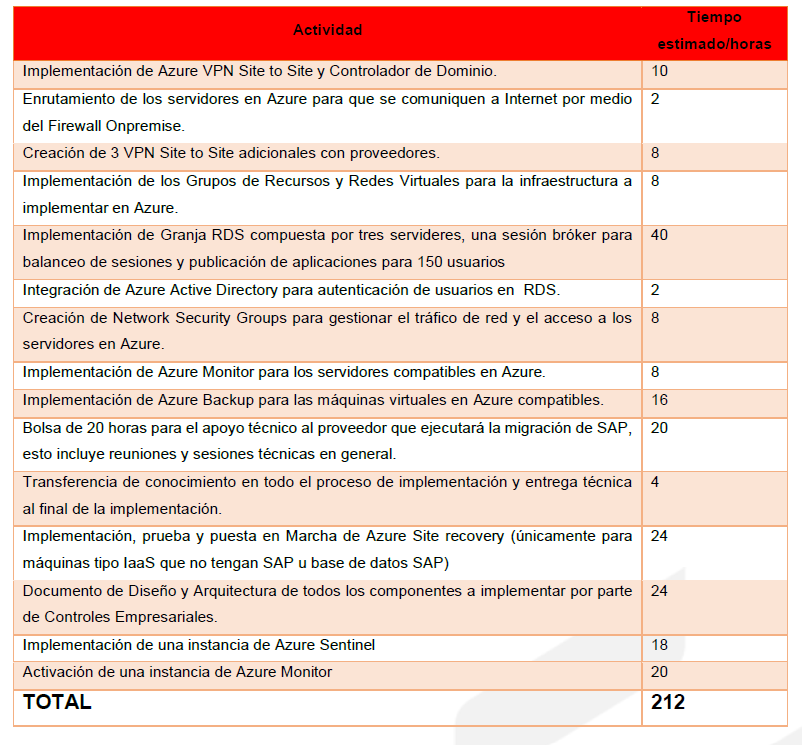 Actividad
Tiempo
estimado/horas
Implementación de Azure VPN Site to Site y Controlador de Dominio.
10
Enrutamiento de los servidores en Azure para que se comuniquen a Internet por medio
del Firewall Onpremise.
2
Creación de 3 VPN Site to Site adicionales con proveedores.
8
Implementación de los Grupos de Recursos y Redes Virtuales para la infraestructura a
implementar en Azure.
8
Implementación de Granja RDS compuesta por tres servideres, una sesión bróker para
balanceo de sesiones y publicación de aplicaciones para 150 usuarios
40
Integración de Azure Active Directory para autenticación de usuarios en  RDS.
2
Creación de Network Security Groups para gestionar el tráfico de red y el acceso a los
servidores en Azure.
8
Implementación de Azure Monitor para los servidores compatibles en Azure.
8
Implementación de Azure Backup para las máquinas virtuales en Azure compatibles.
16
Bolsa de 20 horas para el apoyo técnico al proveedor que ejecutará la migración de SAP,
esto incluye reuniones y sesiones técnicas en general.
20
Transferencia de conocimiento en todo el proceso de implementación y entrega técnica
al final de la implementación.
4
Implementación, prueba y puesta en Marcha de Azure Site recovery (únicamente para
máquinas tipo IaaS que no tengan SAP u base de datos SAP)
24
Documento de Diseño y Arquitectura de todos los componentes a implementar por parte
de Controles Empresariales.
24
Implementación de una instancia de Azure Sentinel
18
Activación de una instancia de Azure Monitor
20
TOTAL
212